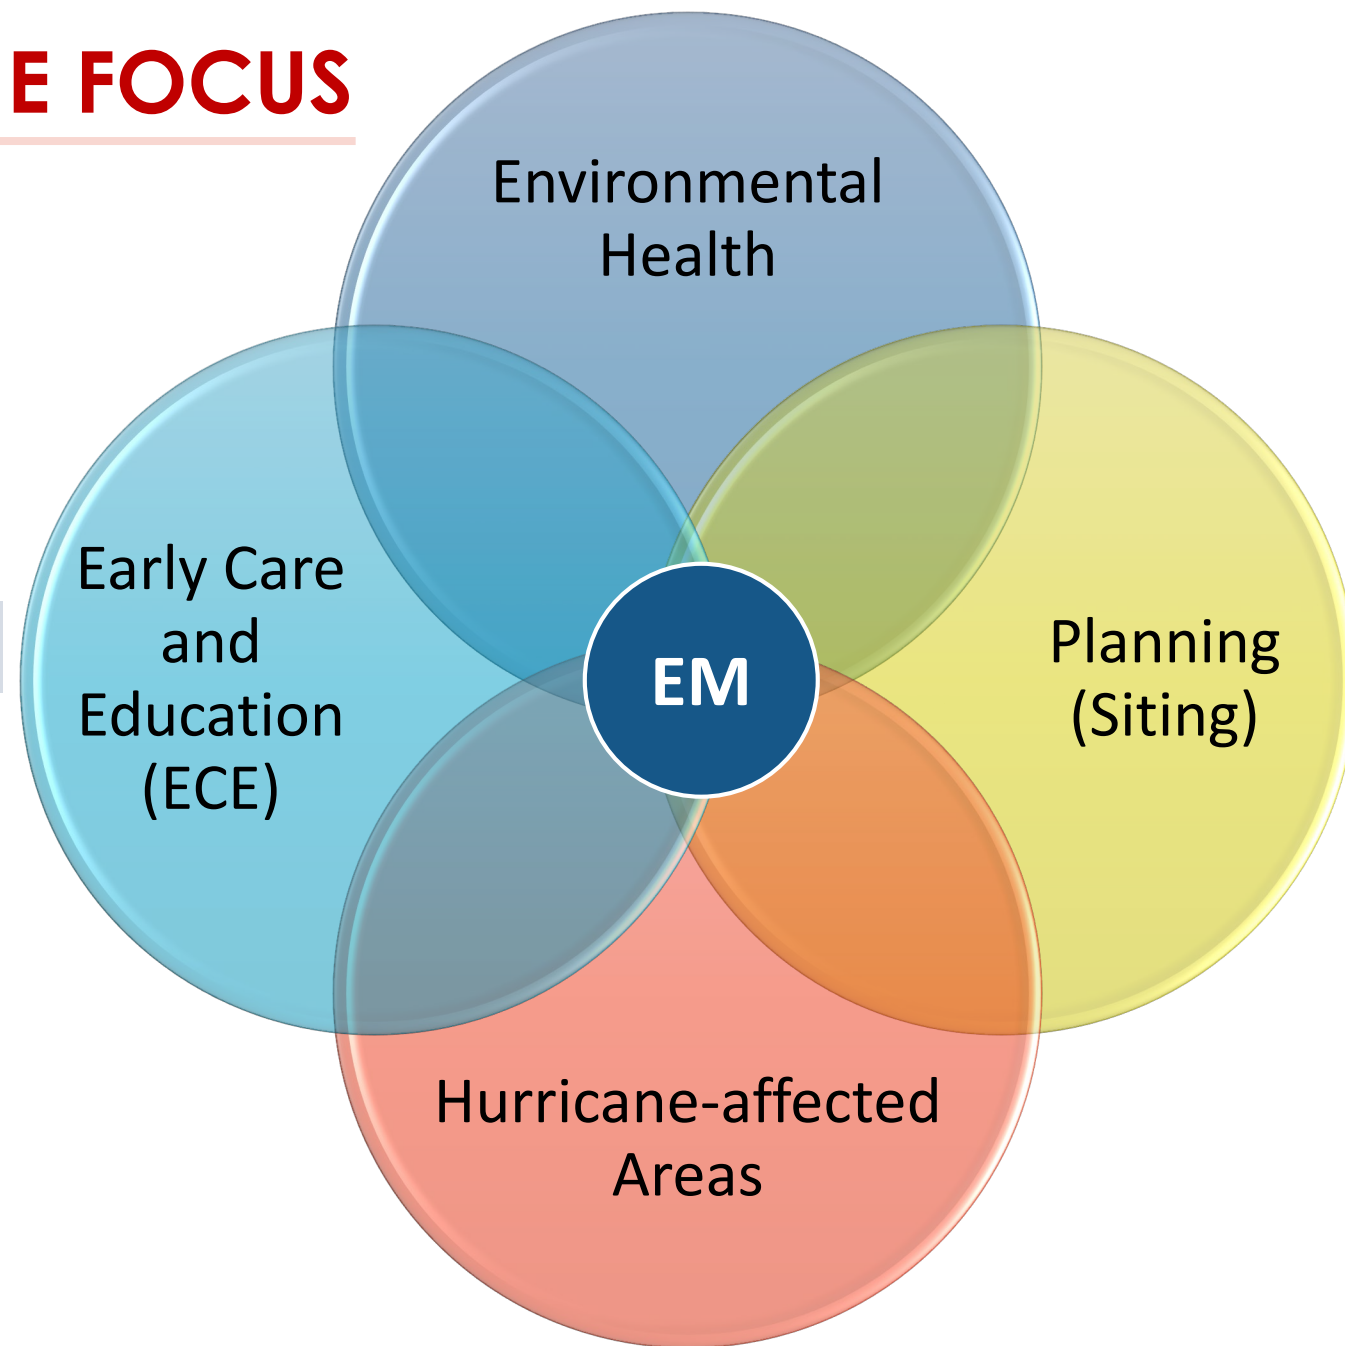 E FOCUS
Environmental
Health
Early Care
and
Education
(ECE)
EM
Planning
(Siting)
Hurricane-affected
Areas